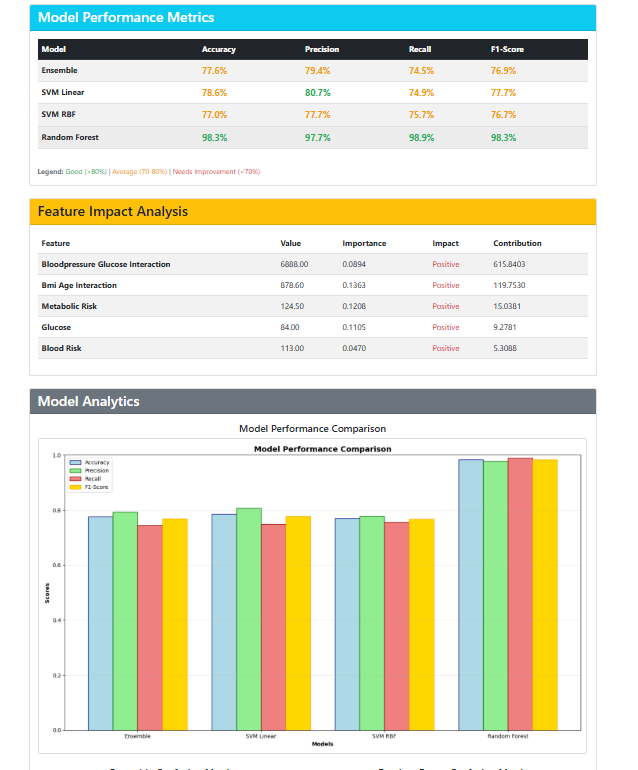 Model Performance Metrics
Model Accuracy Precision Recall F1-Score
Ensemble 77.6% 79.4% 74.5% 76.9%
SVM Linear 78.6% 80.7% 74.9% 77.7%
SVM RBF 77.0% 77.7% 75.7% 76.7%
Random Forest 98.3% 97.7% 98.9% 98.3%
Legend: Good (>80%) | Average (70-80%) | Needs Improvement (<70%)
Feature Impact Analysis
Feature Value Importance Impact Contribution
Bloodpressure Glucose Interaction 6888.00 0.0894 Positive 615.8403
Bmi Age Interaction 878.60 0.1363 Positive 119.7530
Metabolic Risk 124.50 0.1208 Positive 15.0381
Glucose 84.00 0.1105 Positive 9.2781
Blood Risk 113.00 0.0470 Positive 5.3088
Model Analytics
Model Performance Comparison
Model Performance Comparison
1.0
Accuracy
Precision
Recall
F1-Score
0.8
0.6
Scores
0.4
0.2
0.0
Ensemble SVM Linear SVM RBF Random Forest
Models